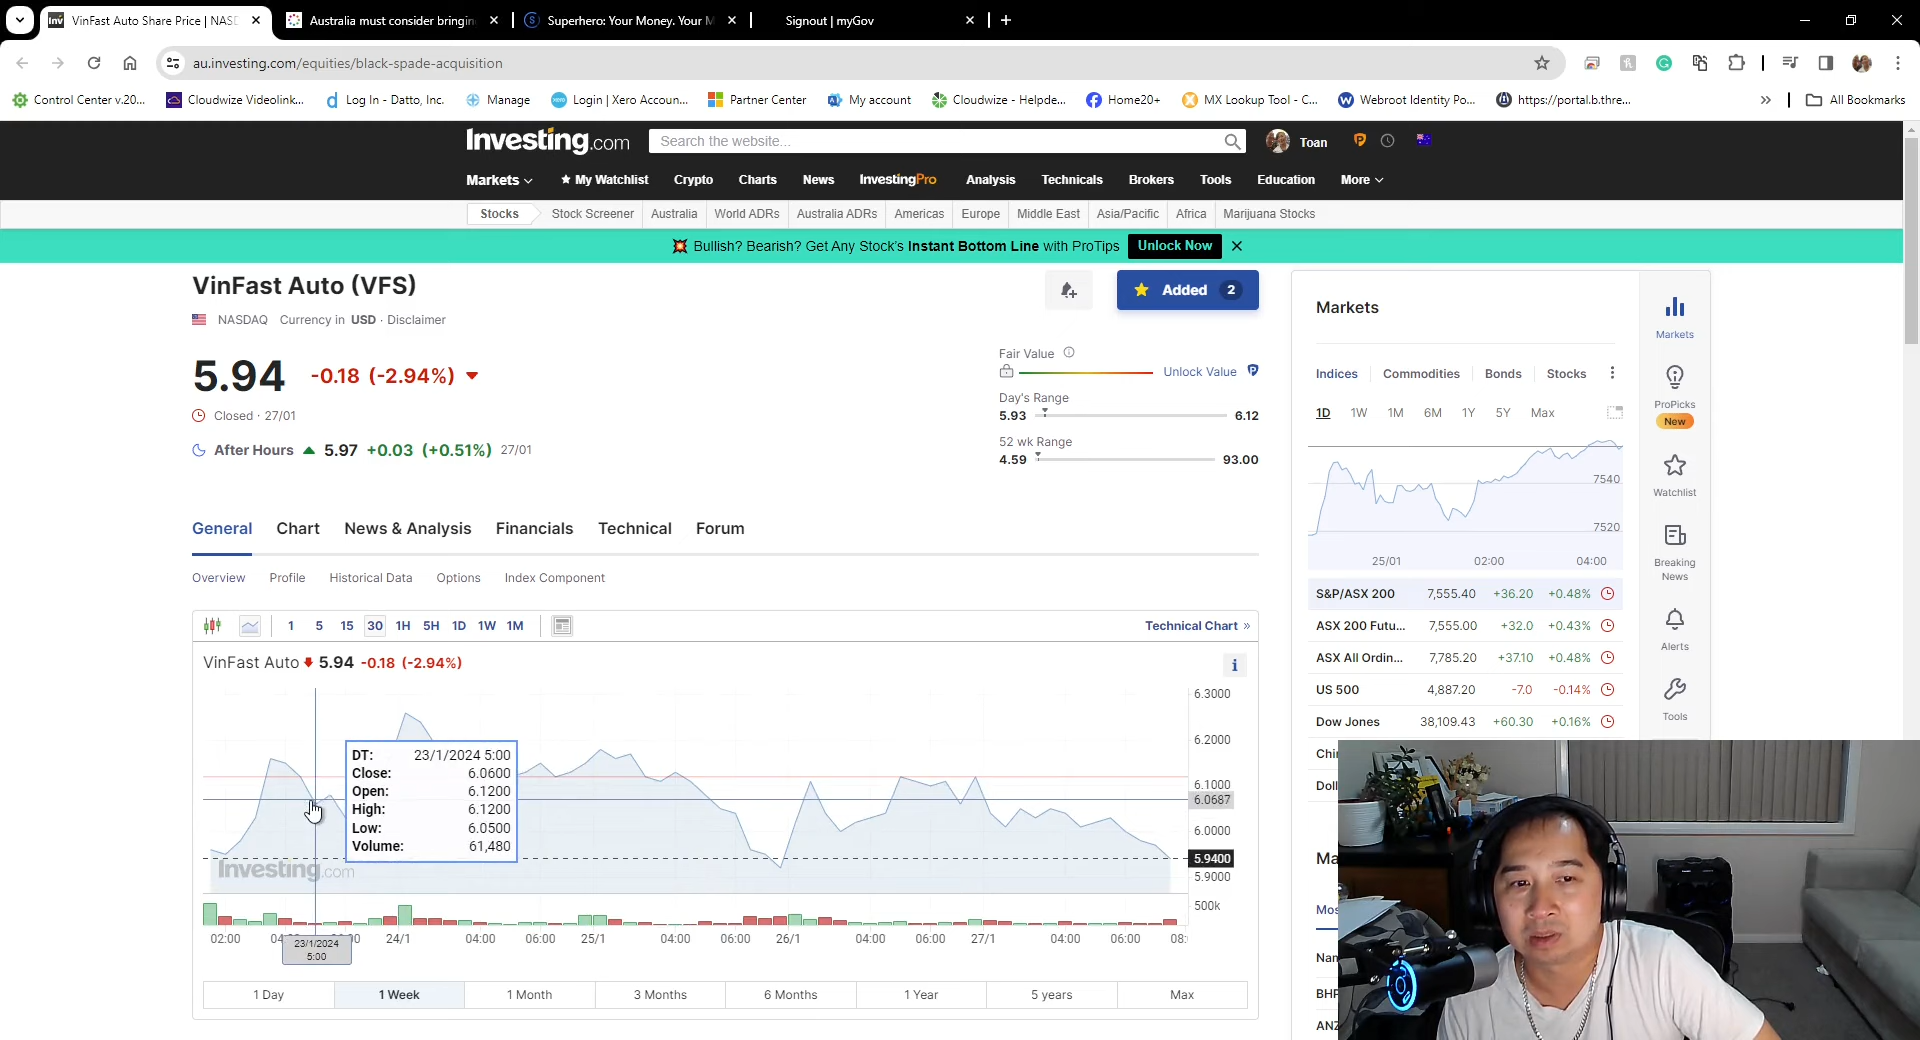 VinFast Auto Share Price | NASD
Australia must consider bringin
Superhero: Your Money. Your M
Signout | myGov
au.investing.com/equities/black-spade-acquisition
Control Center v.20...
Cloudwize Videolink...
Log In - Datto, Inc.
Manage
Login | Xero Accoun...
Partner Center
My account
Cloudwize - Helpde...
Home20+
MX Lookup Tool - C...
Webroot Identity Po...
https://portal.b.thre...
All Bookmarks
Investing.com
Search the website...
Toan
Markets
My Watchlist
Crypto
Charts
News
InvestingPro
Analysis
Technicals
Brokers
Tools
Education
More
Stocks
Stock Screener
Australia
World ADRs
Australia ADRs
Americas
Europe
Middle East
Asia/Pacific
Africa
Marijuana Stocks
Bullish? Bearish? Get Any Stock's Instant Bottom Line with ProTips
Unlock Now
VinFast Auto (VFS)
Added 2
NASDAQ Currency in USD · Disclaimer
5.94 -0.18 (-2.94%)
Closed · 27/01
After Hours 5.97 +0.03 (+0.51%) 27/01
Fair Value
Unlock Value
Day's Range
5.93 6.12
52 wk Range
4.59 93.00
General
Chart
News & Analysis
Financials
Technical
Forum
Overview
Profile
Historical Data
Options
Index Component
1 5 15 30 1H 5H 1D 1W 1M
Technical Chart »
VinFast Auto 5.94 -0.18 (-2.94%)
DT: 23/1/2024 5:00
Close: 6.0600
Open: 6.1200
High: 6.1200
Low: 6.0500
Volume: 61,480
6.3000
6.2000
6.1000
6.0687
6.0000
5.9400
5.9000
500k
Investing.com
02:00
24/1
04:00
06:00
25/1
04:00
06:00
26/1
04:00
06:00
27/1
04:00
06:00
08:
23/1/2024
5:00
1 Day
1 Week
1 Month
3 Months
6 Months
1 Year
5 years
Max
Markets
Indices
Commodities
Bonds
Stocks
1D 1W 1M 6M 1Y 5Y Max
7540
7520
25/01
02:00
04:00
S&P/ASX 200 7,555.40 +36.20 +0.48%
ASX 200 Futu... 7,555.00 +32.0 +0.43%
ASX All Ordin... 7,785.20 +37.10 +0.48%
US 500 4,887.20 -7.0 -0.14%
Dow Jones 38,109.43 +60.30 +0.16%
Chi
Doll
Ma
Mos
Nan
BHP
ANZ
Markets
ProPicks
New
Watchlist
Breaking
News
Alerts
Tools